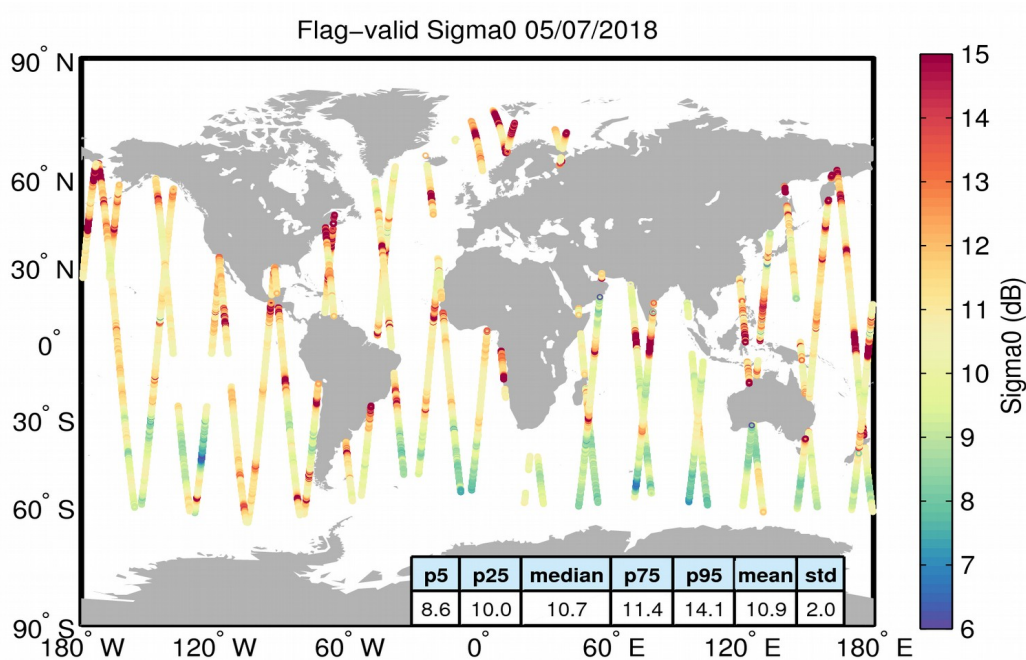 Flag−valid Sigma0 05/07/2018
90° N
60° N
30° N
0°
30° S
60° S
90° S
180° W 120° W 60° W 0° 60° E 120° E 180° E
15
14
13
12
11
10
9
8
7
6
Sigma0 (dB)
p5 p25 median p75 p95 mean std
8.6 10.0 10.7 11.4 14.1 10.9 2.0